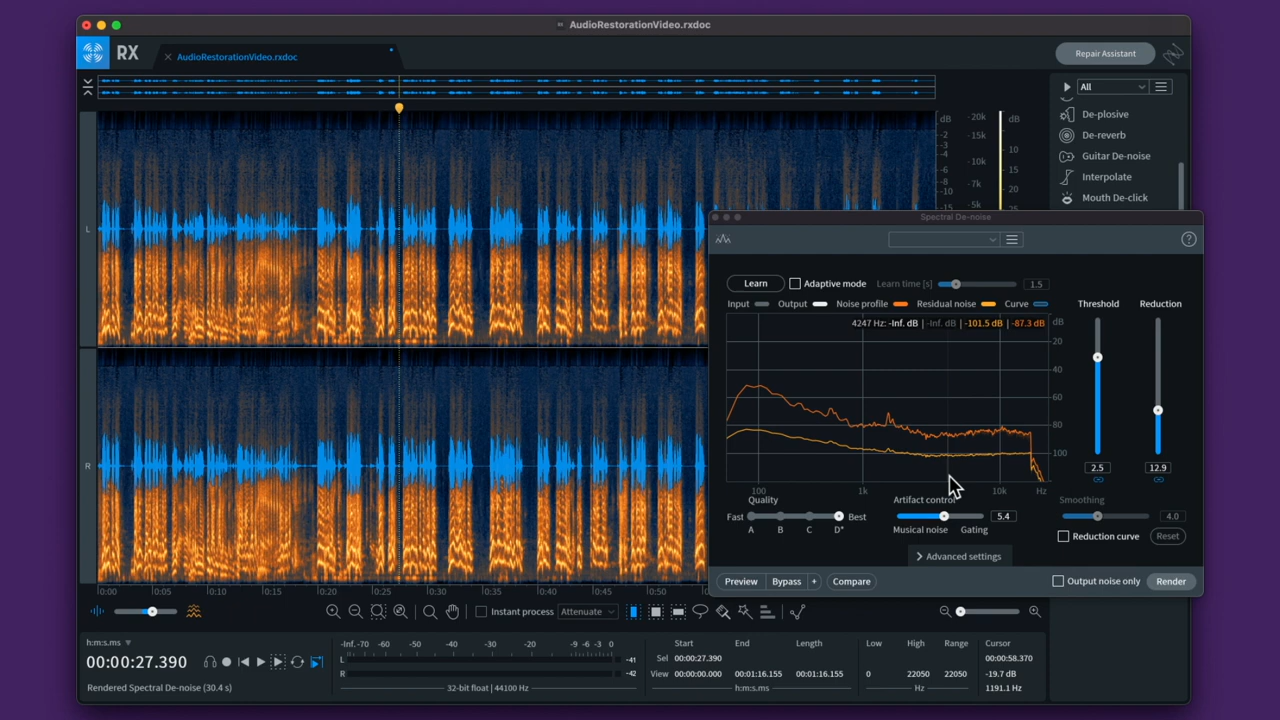 AudioRestorationVideo.rxdoc
RX
AudioRestorationVideo.rxdoc
Repair Assistant
All
De-plosive
De-reverb
Guitar De-noise
Interpolate
Mouth De-click
dB -20k dB
-2 -15k
-3
-4 -10k 10
-6 15
-8 -7k 20
-10
-15 -5k 25
L
R
Spectral De-noise
?
Learn Adaptive mode Learn time [s] 1.5
Input Output Noise profile Residual noise Curve Threshold Reduction
4247 Hz: -Inf. dB | -Inf. dB | -101.5 dB | -87.3 dB dB
-20
-40
-60
-80
-100
2.5 12.9
100 1k 10k Hz
Quality Artifact control Smoothing
Fast Best 5.4 4.0
A B C D* Musical noise Gating Reduction curve Reset
Advanced settings
Preview Bypass + Compare Output noise only Render
0:00 0:05 0:10 0:15 0:20 0:25 0:30 0:35 0:40 0:45 0:50
Instant process Attenuate
h:m:s.ms
00:00:27.390
Rendered Spectral De-noise (30.4 s)
-Inf. -70 -60 -50 -40 -30 -20 -9 -6 -3 0
L -41
R -42
32-bit float | 44100 Hz
Start End Length Low High Range Cursor
Sel 00:00:27.390 00:00:58.370
View 00:00:00.000 00:01:16.155 00:01:16.155 0 22050 22050 -19.7 dB
h:m:s.ms Hz 1191.1 Hz